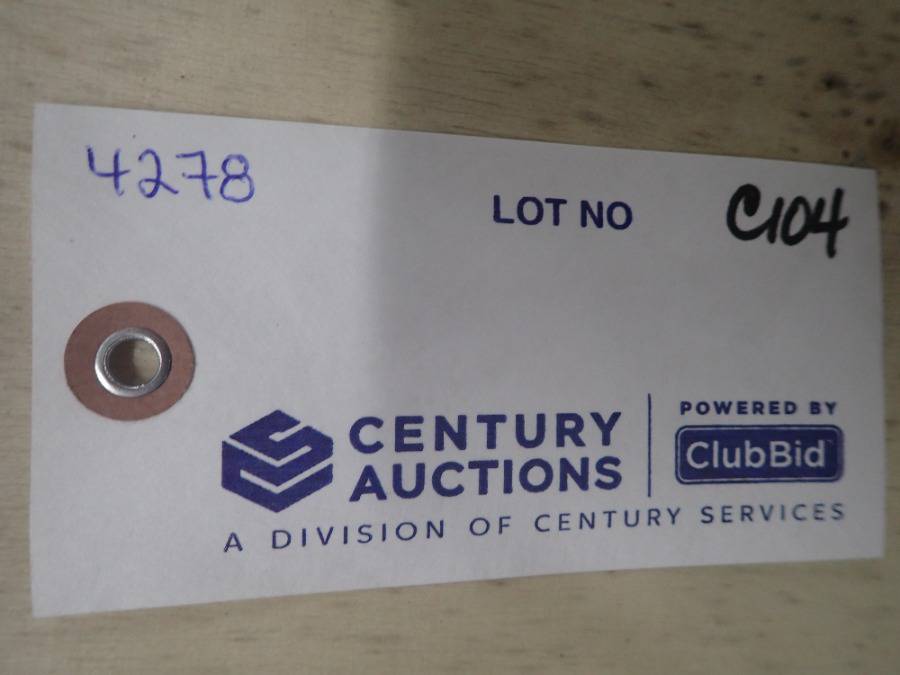 4278
LOT NO C104
CENTURY
AUCTIONS
POWERED BY
ClubBid
A DIVISION OF CENTURY SERVICES